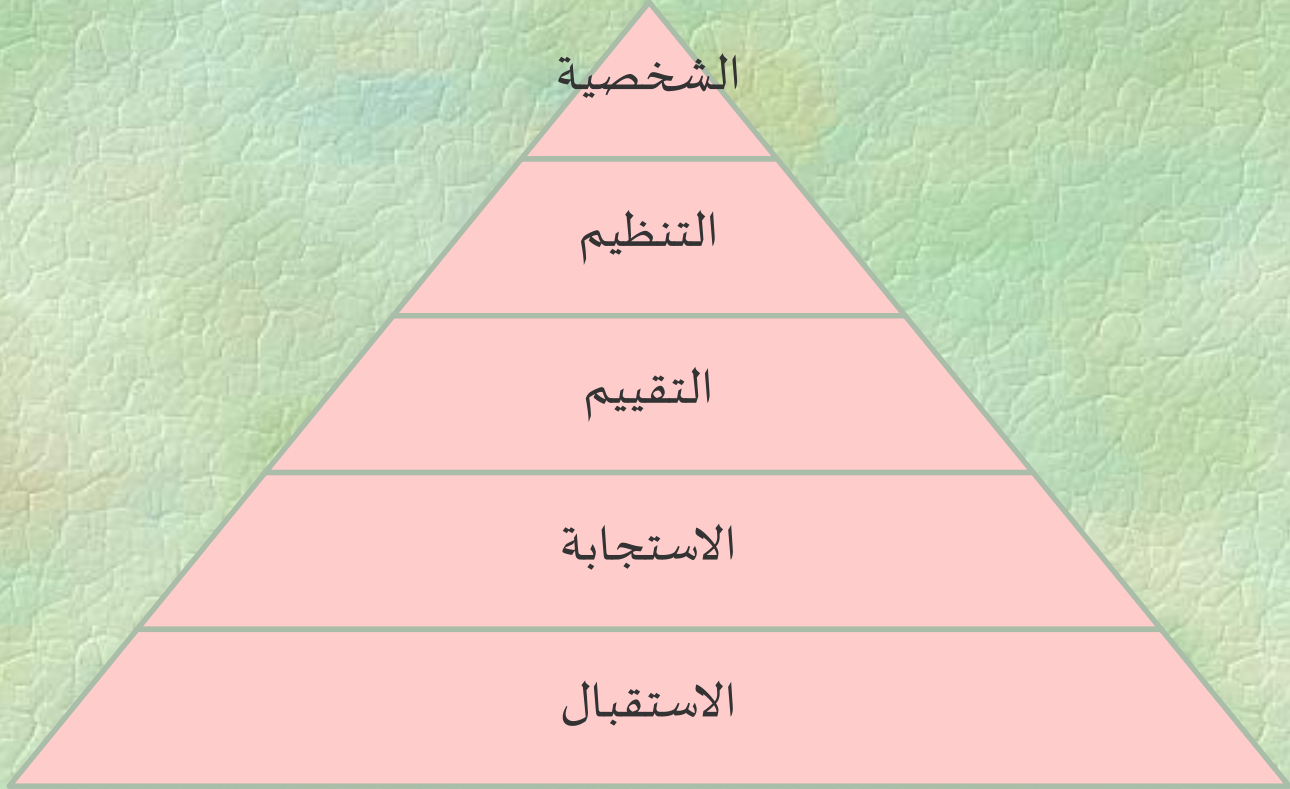 الشخصية
التنظيم
التقييم
الاستجابة
الاستقبال